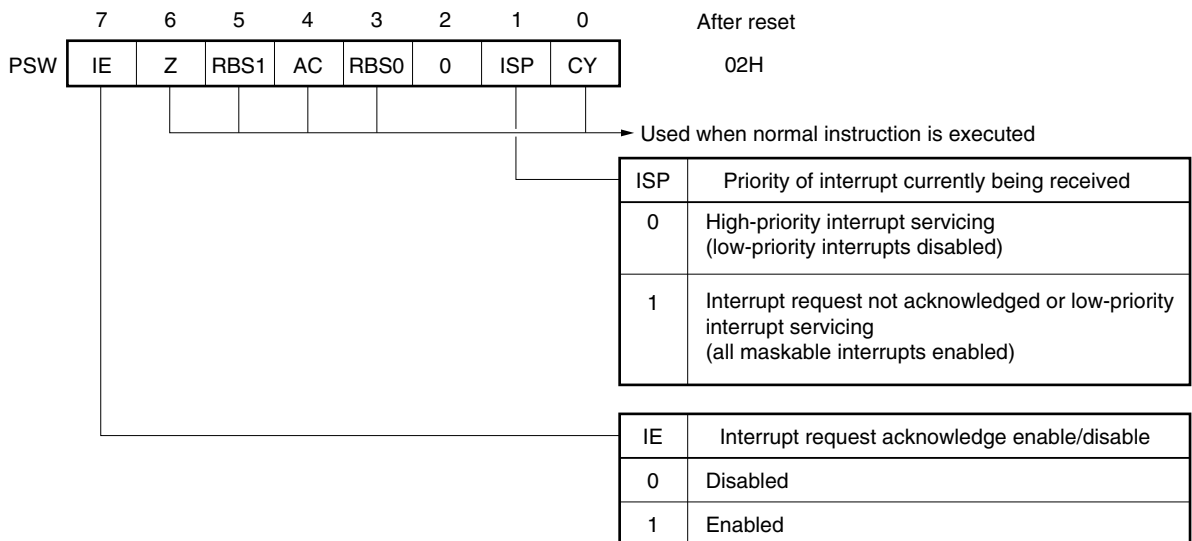 7 6 5 4 3 2 1 0 After reset
PSW IE Z RBS1 AC RBS0 0 ISP CY 02H
Used when normal instruction is executed
ISP Priority of interrupt currently being received
0 High-priority interrupt servicing
(low-priority interrupts disabled)
1 Interrupt request not acknowledged or low-priority
interrupt servicing
(all maskable interrupts enabled)
IE Interrupt request acknowledge enable/disable
0 Disabled
1 Enabled